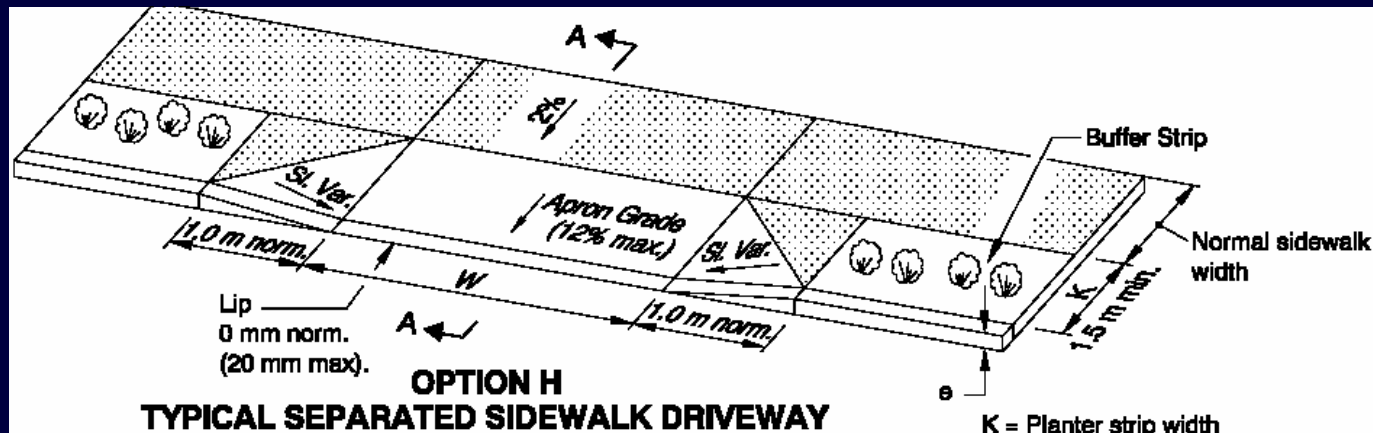 A
2%
Buffer Strip
Sl. Var.
Apron Grade
(12% max.)
Sl. Var.
Normal sidewalk
width
1.0 m norm.
W
K
1.5 m min.
Lip
0 mm norm.
(20 mm max).
A
1.0 m norm.
e
OPTION H
TYPICAL SEPARATED SIDEWALK DRIVEWAY
K = Planter strip width